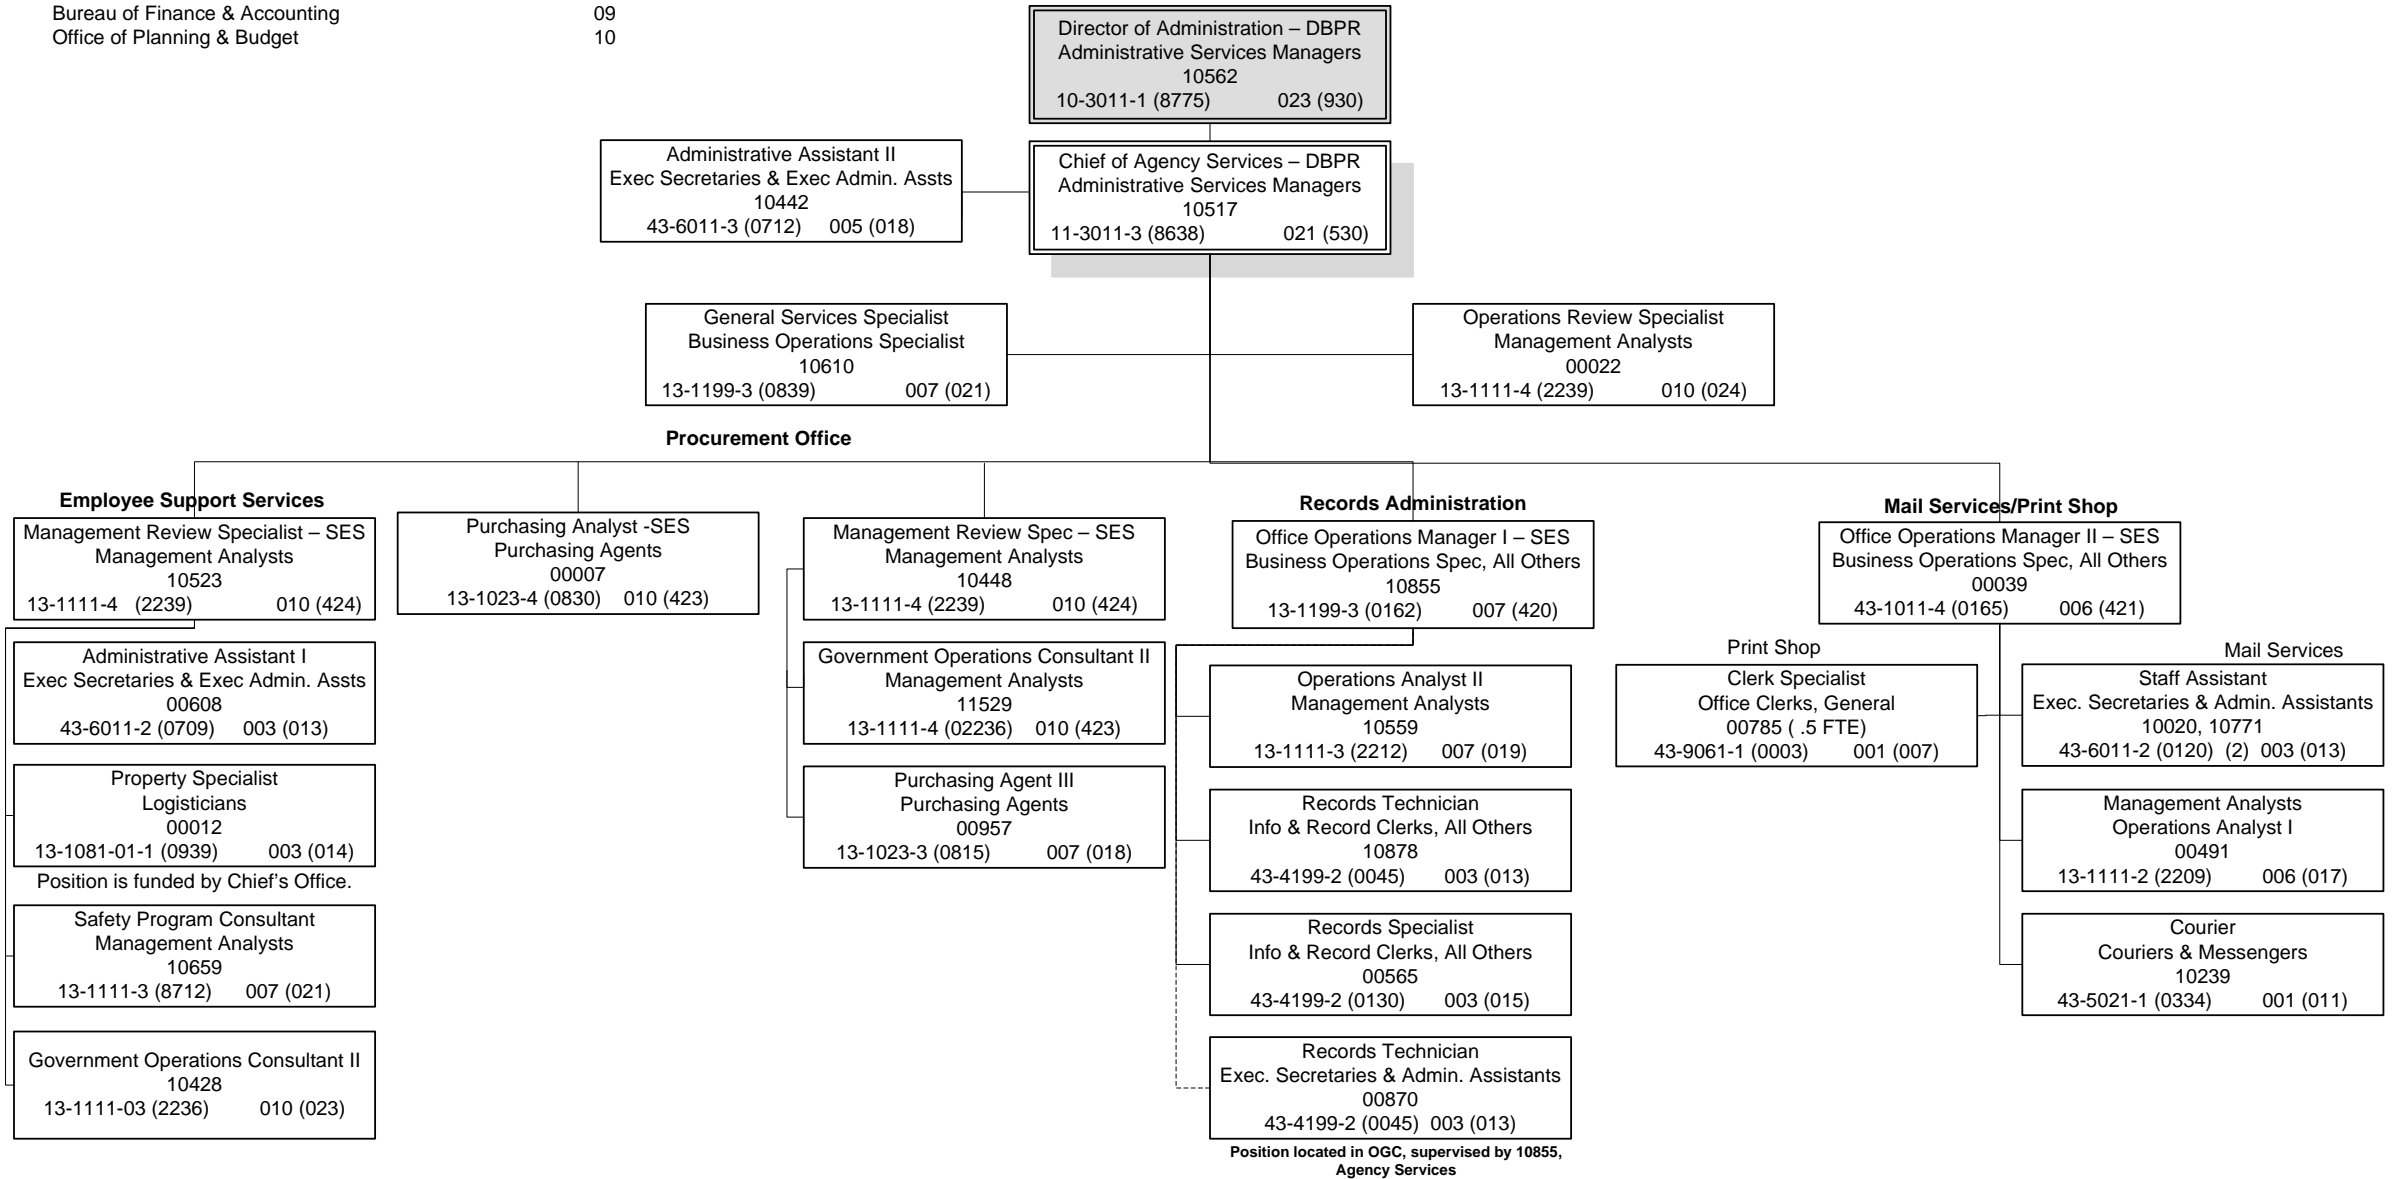 Bureau of Finance & Accounting 09
Office of Planning & Budget 10
Director of Administration – DBPR
Administrative Services Managers
10562
10-3011-1 (8775) 023 (930)
Administrative Assistant II
Exec Secretaries & Exec Admin. Assts
10442
43-6011-3 (0712) 005 (018)
Chief of Agency Services – DBPR
Administrative Services Managers
10517
11-3011-3 (8638) 021 (530)
General Services Specialist
Business Operations Specialist
10610
13-1199-3 (0839) 007 (021)
Operations Review Specialist
Management Analysts
00022
13-1111-4 (2239) 010 (024)
Procurement Office
Employee Support Services
Management Review Specialist – SES
Management Analysts
10523
13-1111-4 (2239) 010 (424)
Administrative Assistant I
Exec Secretaries & Exec Admin. Assts
00608
43-6011-2 (0709) 003 (013)
Property Specialist
Logisticians
00012
13-1081-01-1 (0939) 003 (014)
Position is funded by Chief’s Office.
Safety Program Consultant
Management Analysts
10659
13-1111-3 (8712) 007 (021)
Government Operations Consultant II
10428
13-1111-03 (2236) 010 (023)
Purchasing Analyst -SES
Purchasing Agents
00007
13-1023-4 (0830) 010 (423)
Management Review Spec – SES
Management Analysts
10448
13-1111-4 (2239) 010 (424)
Government Operations Consultant II
Management Analysts
11529
13-1111-4 (02236) 010 (423)
Purchasing Agent III
Purchasing Agents
00957
13-1023-3 (0815) 007 (018)
Records Administration
Office Operations Manager I – SES
Business Operations Spec, All Others
10855
13-1199-3 (0162) 007 (420)
Operations Analyst II
Management Analysts
10559
13-1111-3 (2212) 007 (019)
Records Technician
Info & Record Clerks, All Others
10878
43-4199-2 (0045) 003 (013)
Records Specialist
Info & Record Clerks, All Others
00565
43-4199-2 (0130) 003 (015)
Records Technician
Exec. Secretaries & Admin. Assistants
00870
43-4199-2 (0045) 003 (013)
Position located in OGC, supervised by 10855,
Agency Services
Mail Services/Print Shop
Office Operations Manager II – SES
Business Operations Spec, All Others
00039
43-1011-4 (0165) 006 (421)
Print Shop
Clerk Specialist
Office Clerks, General
00785 ( .5 FTE)
43-9061-1 (0003) 001 (007)
Mail Services
Staff Assistant
Exec. Secretaries & Admin. Assistants
10020, 10771
43-6011-2 (0120) (2) 003 (013)
Management Analysts
Operations Analyst I
00491
13-1111-2 (2209) 006 (017)
Courier
Couriers & Messengers
10239
43-5021-1 (0334) 001 (011)